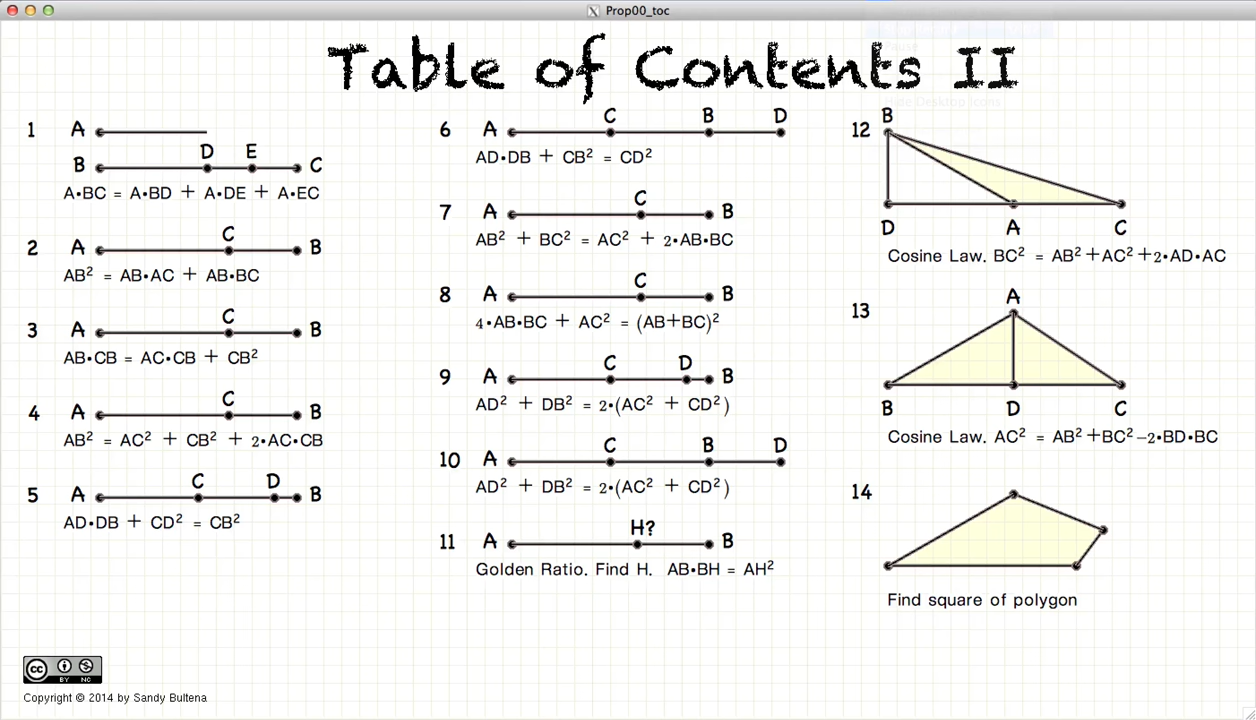 Prop00_toc
Table of Contents II
1
A
B D E C
A•BC = A•BD + A•DE + A•EC
2
A C B
AB² = AB•AC + AB•BC
3
A C B
AB•CB = AC•CB + CB²
4
A C B
AB² = AC² + CB² + 2•AC•CB
5
A C D B
AD•DB + CD² = CB²
6
A C B D
AD•DB + CB² = CD²
7
A C B
AB² + BC² = AC² + 2•AB•BC
8
A C B
4•AB•BC + AC² = (AB+BC)²
9
A C D B
AD² + DB² = 2•(AC² + CD²)
10
A C B D
AD² + DB² = 2•(AC² + CD²)
11
A H? B
Golden Ratio. Find H. AB•BH = AH²
12
B
D A C
Cosine Law. BC² = AB²+AC²+2•AD•AC
13
A
B D C
Cosine Law. AC² = AB²+BC²-2•BD•BC
14
Find square of polygon
cc
BY NC
Copyright © 2014 by Sandy Bultena